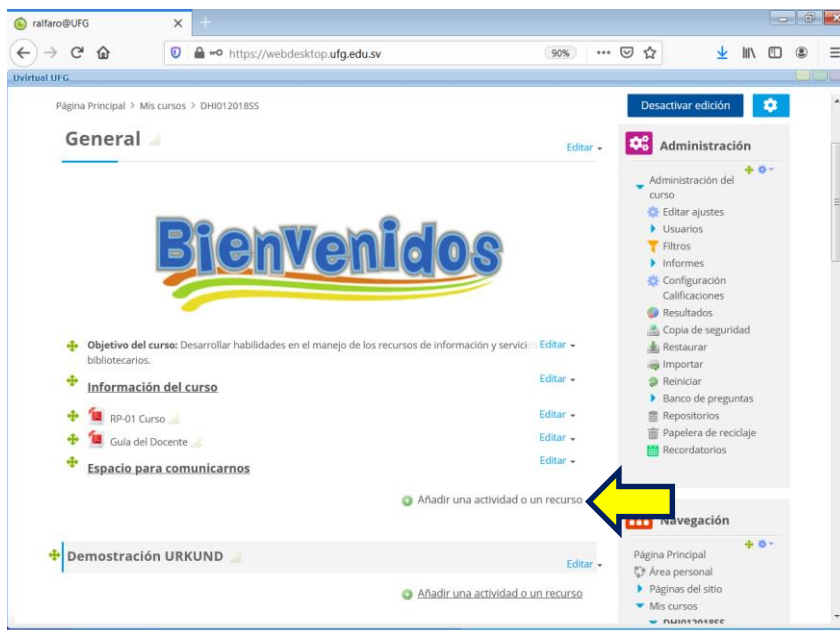 ralfaro@UFG
https://webdesktop.ufg.edu.sv
90%
Uvirtual UFG
Página Principal > Mis cursos > DHI012018SS
Desactivar edición
General
Editar
Bienvenidos
Objetivo del curso: Desarrollar habilidades en el manejo de los recursos de información y servici
Editar
bibliotecarios.
Información del curso
Editar
RP-01 Curso
Editar
Guía del Docente
Editar
Espacio para comunicarnos
Editar
Añadir una actividad o un recurso
Demostración URKUND
Editar
Añadir una actividad o un recurso
Administración
Administración del
curso
Editar ajustes
Usuarios
Filtros
Informes
Configuración
Calificaciones
Resultados
Copia de seguridad
Restaurar
Importar
Reiniciar
Banco de preguntas
Repositorios
Papelera de reciclaje
Recordatorios
Navegación
Página Principal
Área personal
Páginas del sitio
Mis cursos
DHI012018SS